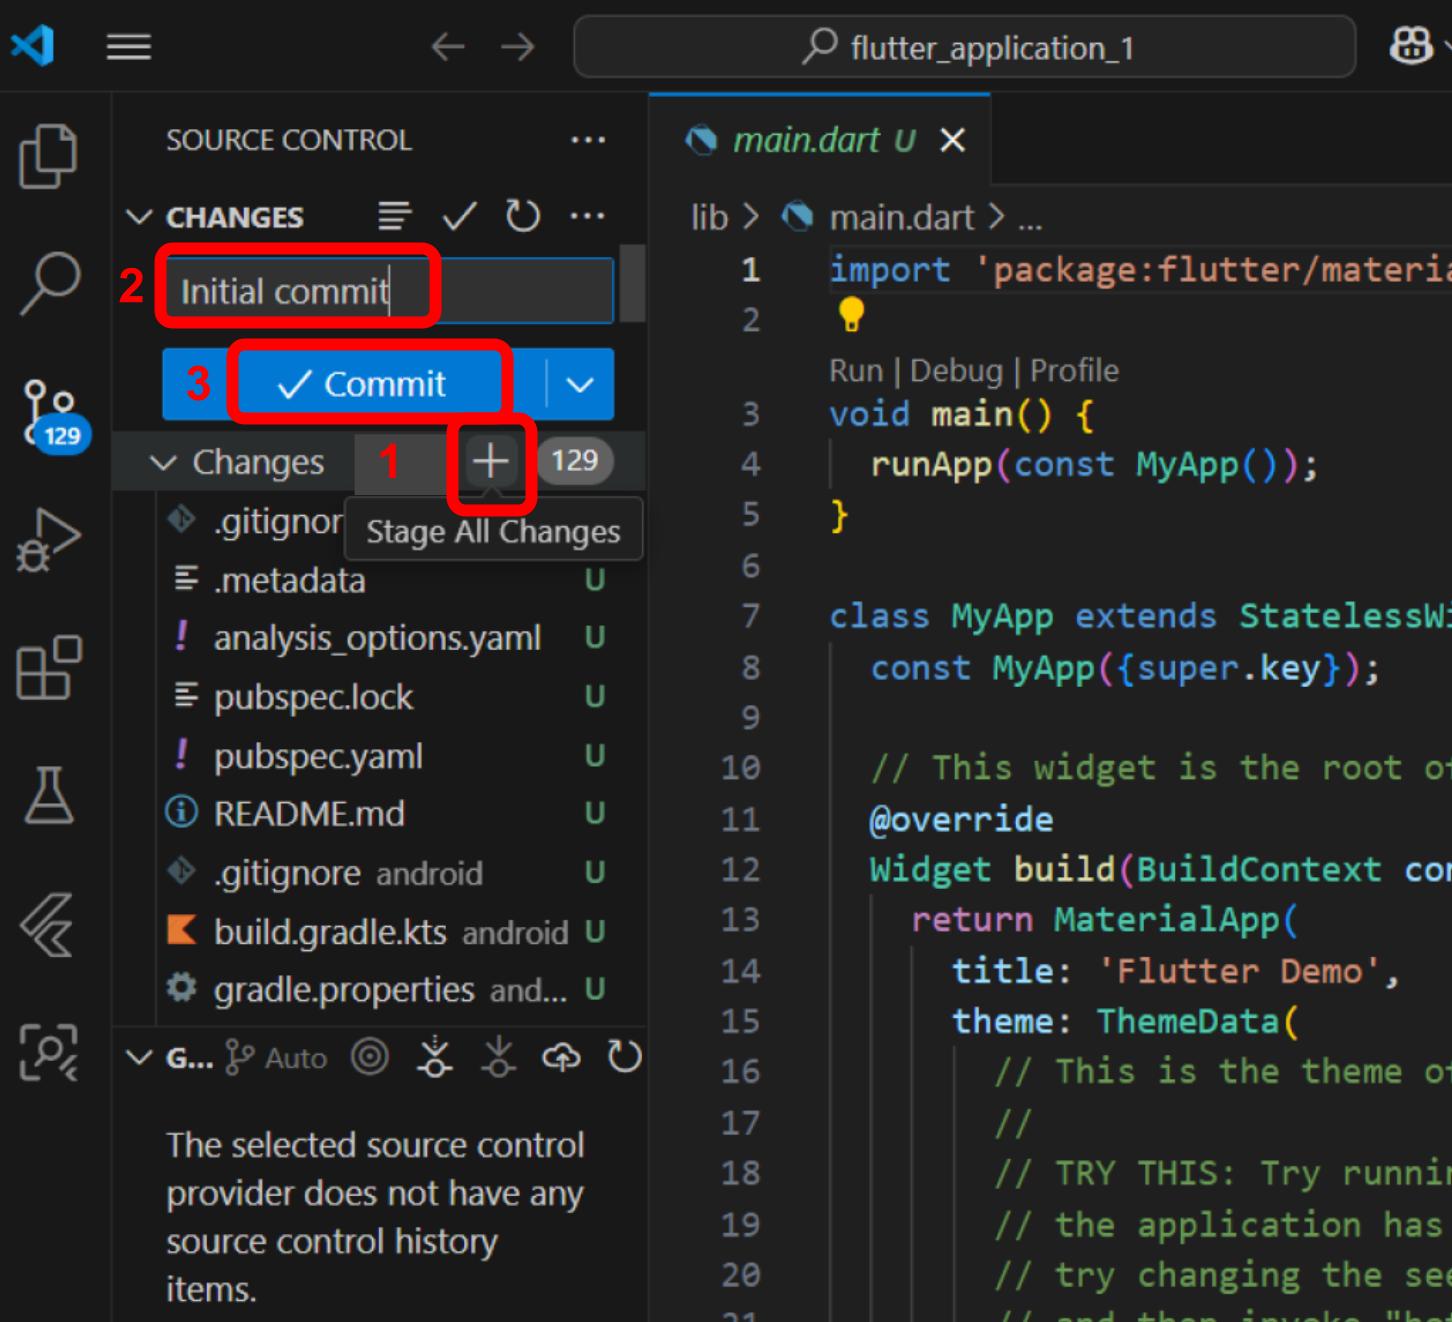 flutter_application_1
SOURCE CONTROL
main.dart U
CHANGES
lib > main.dart > ...
2
Initial commit
3
Commit
129
Changes
1
129
Stage All Changes
.metadata U
analysis_options.yaml U
pubspec.lock U
pubspec.yaml U
README.md U
.gitignore android U
build.gradle.kts android U
gradle.properties and... U
G... Auto
The selected source control
provider does not have any
source control history
items.
1 import 'package:flutter/materia
2
Run | Debug | Profile
3 void main() {
4 runApp(const MyApp());
5 }
6
7 class MyApp extends StatelessWi
8 const MyApp({super.key});
9
10 // This widget is the root of
11 @override
12 Widget build(BuildContext con
13 return MaterialApp(
14 title: 'Flutter Demo',
15 theme: ThemeData(
16 // This is the theme of
17 //
18 // TRY THIS: Try runnin
19 // the application has
20 // try changing the see